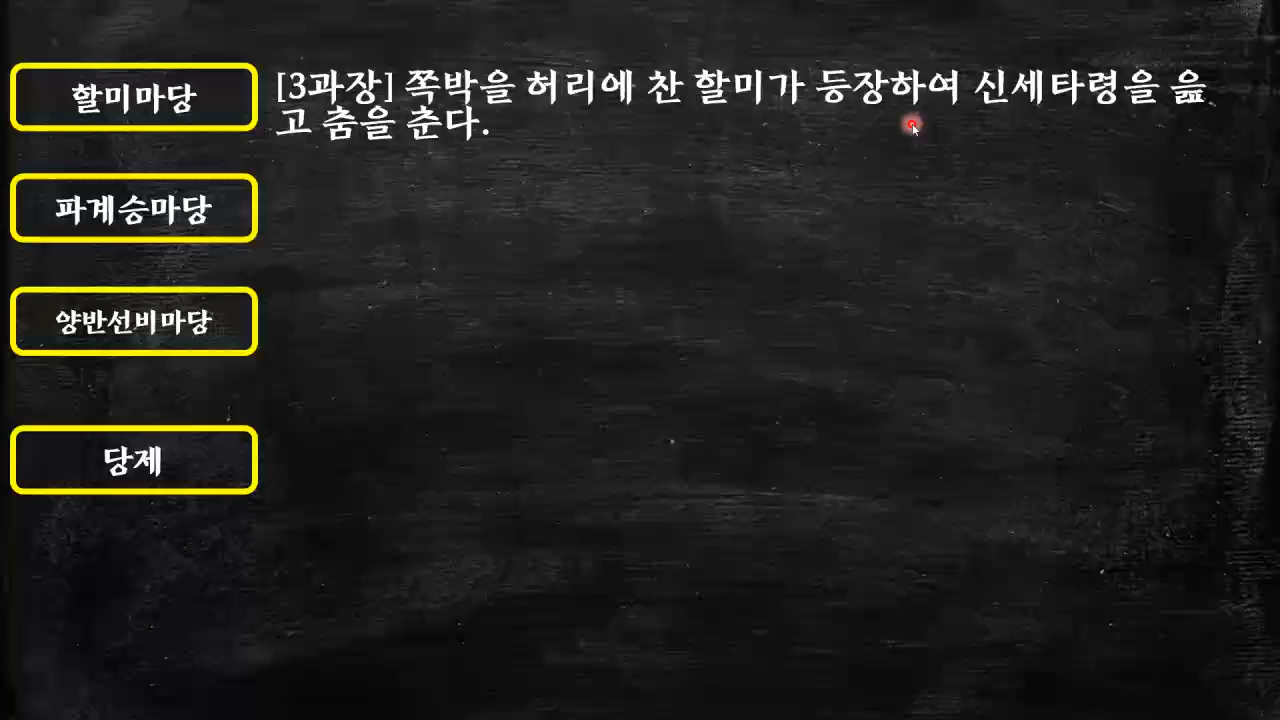 할미마당
[3과장] 쪽박을 허리에 찬 할미가 등장하여 신세타령을 읊
고 춤을 춘다.
파계승마당
양반선비마당
당제